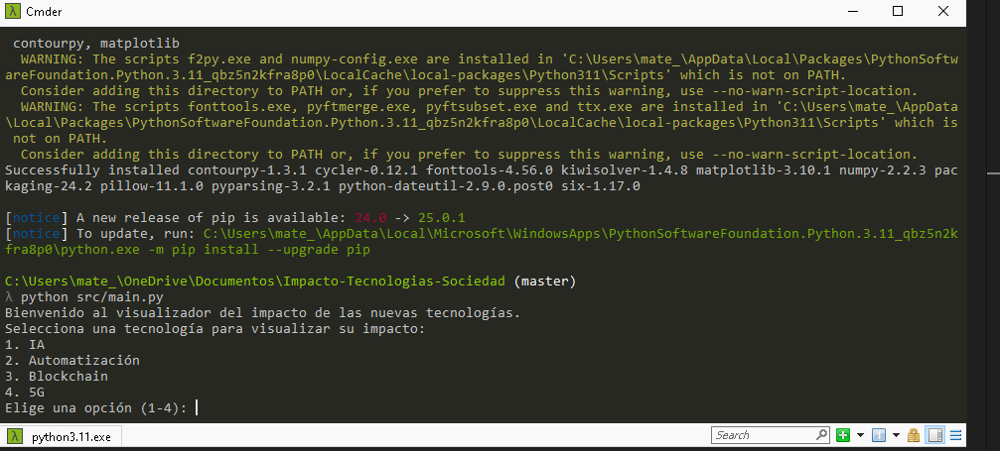 Cmder
contourpy, matplotlib
WARNING: The scripts f2py.exe and numpy-config.exe are installed in 'C:\Users\mate_\AppData\Local\Packages\PythonSoftw
areFoundation.Python.3.11_qbz5n2kfra8p0\LocalCache\local-packages\Python311\Scripts' which is not on PATH.
Consider adding this directory to PATH or, if you prefer to suppress this warning, use --no-warn-script-location.
WARNING: The scripts fonttools.exe, pyftmerge.exe, pyftsubset.exe and ttx.exe are installed in 'C:\Users\mate_\AppData
\Local\Packages\PythonSoftwareFoundation.Python.3.11_qbz5n2kfra8p0\LocalCache\local-packages\Python311\Scripts' which is
not on PATH.
Consider adding this directory to PATH or, if you prefer to suppress this warning, use --no-warn-script-location.
Successfully installed contourpy-1.3.1 cycler-0.12.1 fonttools-4.56.0 kiwisolver-1.4.8 matplotlib-3.10.1 numpy-2.2.3 pac
kaging-24.2 pillow-11.1.0 pyparsing-3.2.1 python-dateutil-2.9.0.post0 six-1.17.0
[notice] A new release of pip is available: 24.0 -> 25.0.1
[notice] To update, run: C:\Users\mate_\AppData\Local\Microsoft\WindowsApps\PythonSoftwareFoundation.Python.3.11_qbz5n2k
fra8p0\python.exe -m pip install --upgrade pip
C:\Users\mate_\OneDrive\Documentos\Impacto-Tecnologias-Sociedad (master)
λ python src/main.py
Bienvenido al visualizador del impacto de las nuevas tecnologías.
Selecciona una tecnología para visualizar su impacto:
1. IA
2. Automatización
3. Blockchain
4. 5G
Elige una opción (1-4):
python3.11.exe
Search